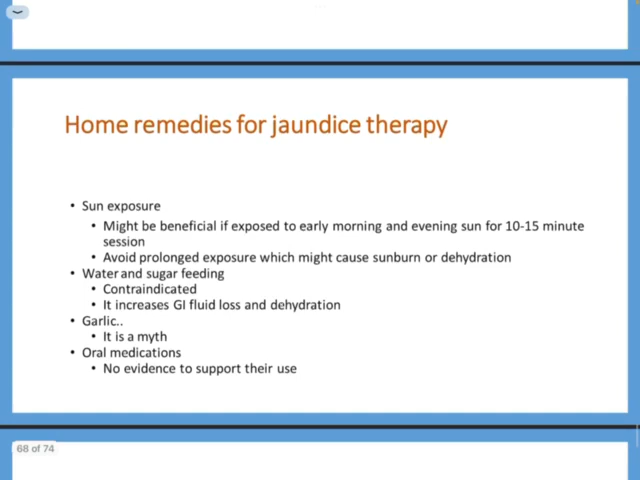 Home remedies for jaundice therapy
• Sun exposure
• Might be beneficial if exposed to early morning and evening sun for 10-15 minute
session
• Avoid prolonged exposure which might cause sunburn or dehydration
• Water and sugar feeding
• Contraindicated
• It increases GI fluid loss and dehydration
• Garlic..
• It is a myth
• Oral medications
• No evidence to support their use
68 of 74